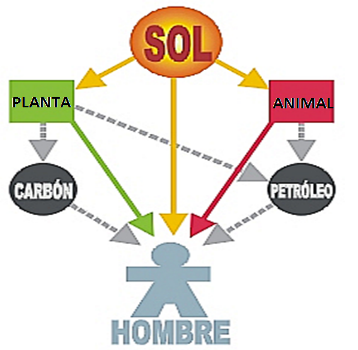 SOL
PLANTA
ANIMAL
CARBÓN
PETRÓLEO
HOMBRE